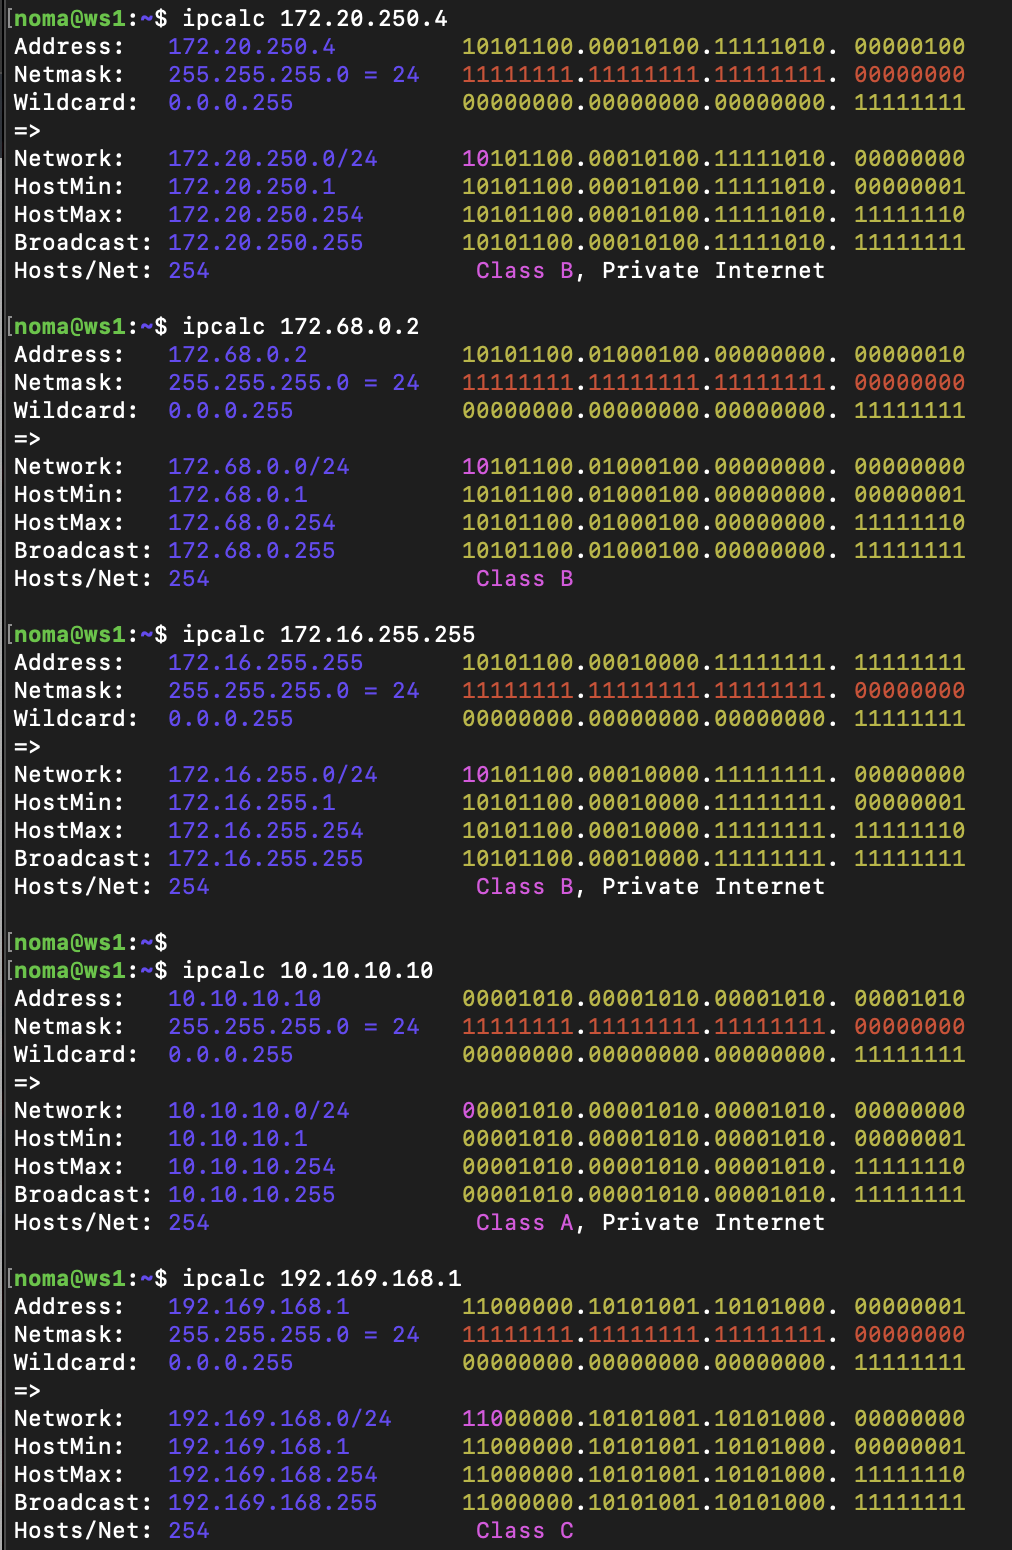 [noma@ws1:~$ ipcalc 172.20.250.4
Address:   172.20.250.4         10101100.00010100.11111010. 00000100
Netmask:   255.255.255.0 = 24   11111111.11111111.11111111. 00000000
Wildcard:  0.0.0.255            00000000.00000000.00000000. 11111111
=>
Network:   172.20.250.0/24      10101100.00010100.11111010. 00000000
HostMin:   172.20.250.1         10101100.00010100.11111010. 00000001
HostMax:   172.20.250.254       10101100.00010100.11111010. 11111110
Broadcast: 172.20.250.255       10101100.00010100.11111010. 11111111
Hosts/Net: 254                   Class B, Private Internet
[noma@ws1:~$ ipcalc 172.68.0.2
Address:   172.68.0.2           10101100.01000100.00000000. 00000010
Netmask:   255.255.255.0 = 24   11111111.11111111.11111111. 00000000
Wildcard:  0.0.0.255            00000000.00000000.00000000. 11111111
=>
Network:   172.68.0.0/24        10101100.01000100.00000000. 00000000
HostMin:   172.68.0.1           10101100.01000100.00000000. 00000001
HostMax:   172.68.0.254         10101100.01000100.00000000. 11111110
Broadcast: 172.68.0.255         10101100.01000100.00000000. 11111111
Hosts/Net: 254                   Class B
[noma@ws1:~$ ipcalc 172.16.255.255
Address:   172.16.255.255       10101100.00010000.11111111. 11111111
Netmask:   255.255.255.0 = 24   11111111.11111111.11111111. 00000000
Wildcard:  0.0.0.255            00000000.00000000.00000000. 11111111
=>
Network:   172.16.255.0/24      10101100.00010000.11111111. 00000000
HostMin:   172.16.255.1         10101100.00010000.11111111. 00000001
HostMax:   172.16.255.254       10101100.00010000.11111111. 11111110
Broadcast: 172.16.255.255       10101100.00010000.11111111. 11111111
Hosts/Net: 254                   Class B, Private Internet
[noma@ws1:~$
[noma@ws1:~$ ipcalc 10.10.10.10
Address:   10.10.10.10          00001010.00001010.00001010. 00001010
Netmask:   255.255.255.0 = 24   11111111.11111111.11111111. 00000000
Wildcard:  0.0.0.255            00000000.00000000.00000000. 11111111
=>
Network:   10.10.10.0/24        00001010.00001010.00001010. 00000000
HostMin:   10.10.10.1           00001010.00001010.00001010. 00000001
HostMax:   10.10.10.254         00001010.00001010.00001010. 11111110
Broadcast: 10.10.10.255         00001010.00001010.00001010. 11111111
Hosts/Net: 254                   Class A, Private Internet
[noma@ws1:~$ ipcalc 192.169.168.1
Address:   192.169.168.1        11000000.10101001.10101000. 00000001
Netmask:   255.255.255.0 = 24   11111111.11111111.11111111. 00000000
Wildcard:  0.0.0.255            00000000.00000000.00000000. 11111111
=>
Network:   192.169.168.0/24     11000000.10101001.10101000. 00000000
HostMin:   192.169.168.1        11000000.10101001.10101000. 00000001
HostMax:   192.169.168.254      11000000.10101001.10101000. 11111110
Broadcast: 192.169.168.255      11000000.10101001.10101000. 11111111
Hosts/Net: 254                   Class C